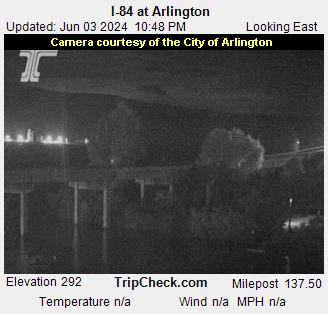 I-84 at Arlington
Updated: Jun 03 2024 10:48 PM Looking East
Camera courtesy of the City of Arlington
Elevation 292 TripCheck.com Milepost 137.50
Temperature n/a Wind n/a MPH n/a